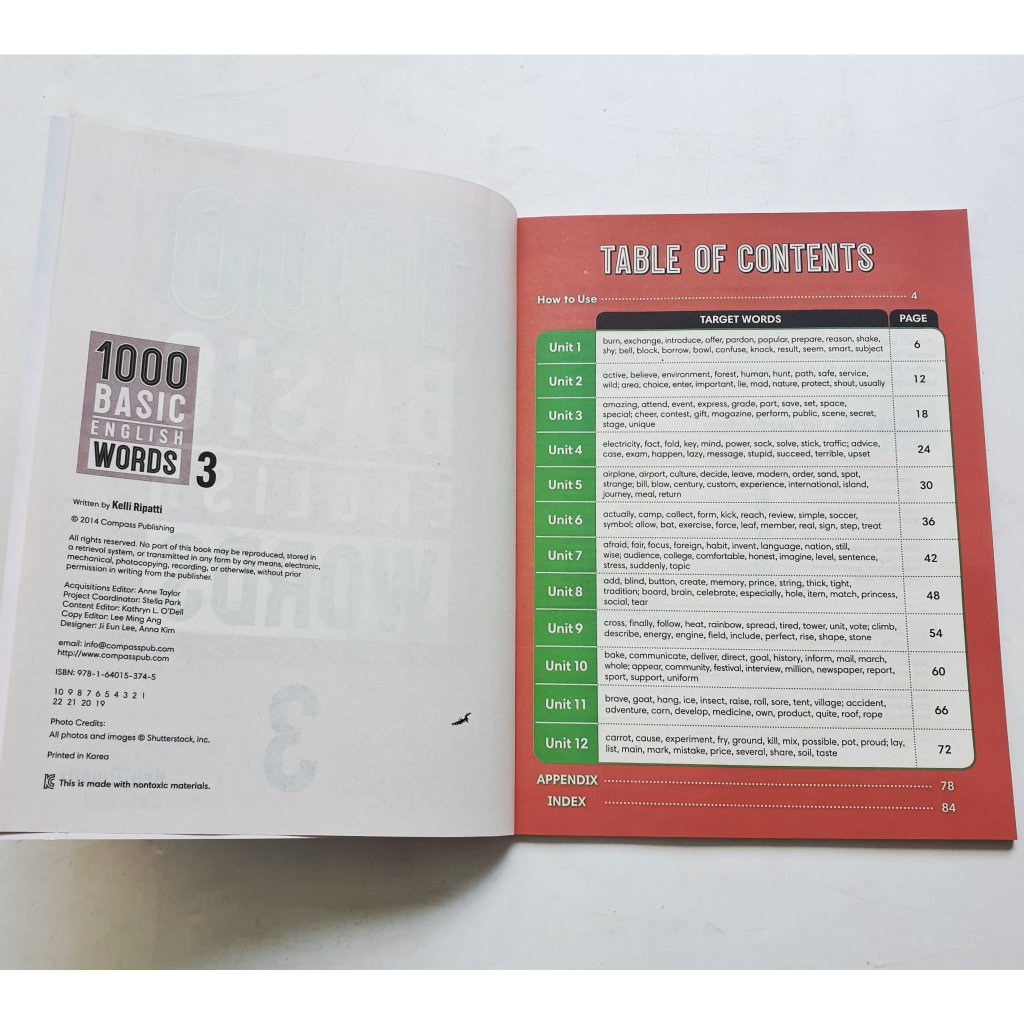 1000
BASIC
ENGLISH
WORDS 3
Written by Kelli Ripatti
© 2014 Compass Publishing
All rights reserved. No part of this book may be reproduced, stored in
a retrieval system, or transmitted in any form by any means, electronic,
mechanical, photocopying, recording, or otherwise, without prior
permission in writing from the publisher.
Acquisitions Editor: Anne Taylor
Project Coordinator: Stella Park
Content Editor: Kathryn L. O'Dell
Copy Editor: Lee Ming Ang
Designer: Ji Eun Lee, Anna Kim
email: info@compasspub.com
http://www.compasspub.com
ISBN: 978-1-64015-374-5
10 9 8 7 6 5 4 3 2 1
22 21 20 19
Photo Credits:
All photos and images © Shutterstock, Inc.
Printed in Korea
This is made with nontoxic materials.
TABLE OF CONTENTS
How to Use 4
TARGET WORDS PAGE
Unit 1 burn, exchange, introduce, offer, pardon, popular, prepare, reason, shake, 6
shy; bell, block, borrow, bowl, confuse, knock, result, seem, smart, subject
Unit 2 active, believe, environment, forest, human, hunt, path, safe, service, 12
wild; area, choice, enter, important, lie, mad, nature, protect, shout, usually
Unit 3 amazing, attend, event, express, grade, part, save, set, space, 18
special; cheer, contest, gift, magazine, perform, public, scene, secret,
stage, unique
Unit 4 electricity, fact, fold, key, mind, power, sock, solve, stick, traffic; advice, 24
case, exam, happen, lazy, message, stupid, succeed, terrible, upset
Unit 5 airplane, airport, culture, decide, leave, modern, order, sand, spot, 30
strange; bill, blow, century, custom, experience, international, island,
journey, meal, return
Unit 6 actually, camp, collect, form, kick, reach, review, simple, soccer, 36
symbol; allow, bat, exercise, force, leaf, member, real, sign, step, treat
Unit 7 afraid, fair, focus, foreign, habit, invent, language, nation, still, 42
wise; audience, college, comfortable, honest, imagine, level, sentence,
stress, suddenly, topic
Unit 8 add, blind, button, create, memory, prince, string, thick, tight, 48
tradition; board, brain, celebrate, especially, hole, item, match, princess,
social, tear
Unit 9 cross, finally, follow, heat, rainbow, spread, tired, tower, unit, vote; climb, 54
describe, energy, engine, field, include, perfect, rise, shape, stone
Unit 10 bake, communicate, deliver, direct, goal, history, inform, mail, march, 60
whole; appear, community, festival, interview, million, newspaper, report,
sport, support, uniform
Unit 11 brave, goat, hang, ice, insect, raise, roll, sore, tent, village; accident, 66
adventure, corn, develop, medicine, own, product, quite, roof, rope
Unit 12 carrot, cause, experiment, fry, ground, kill, mix, possible, pot, proud; lay, 72
list, main, mark, mistake, price, several, share, soil, taste
APPENDIX 78
INDEX 84